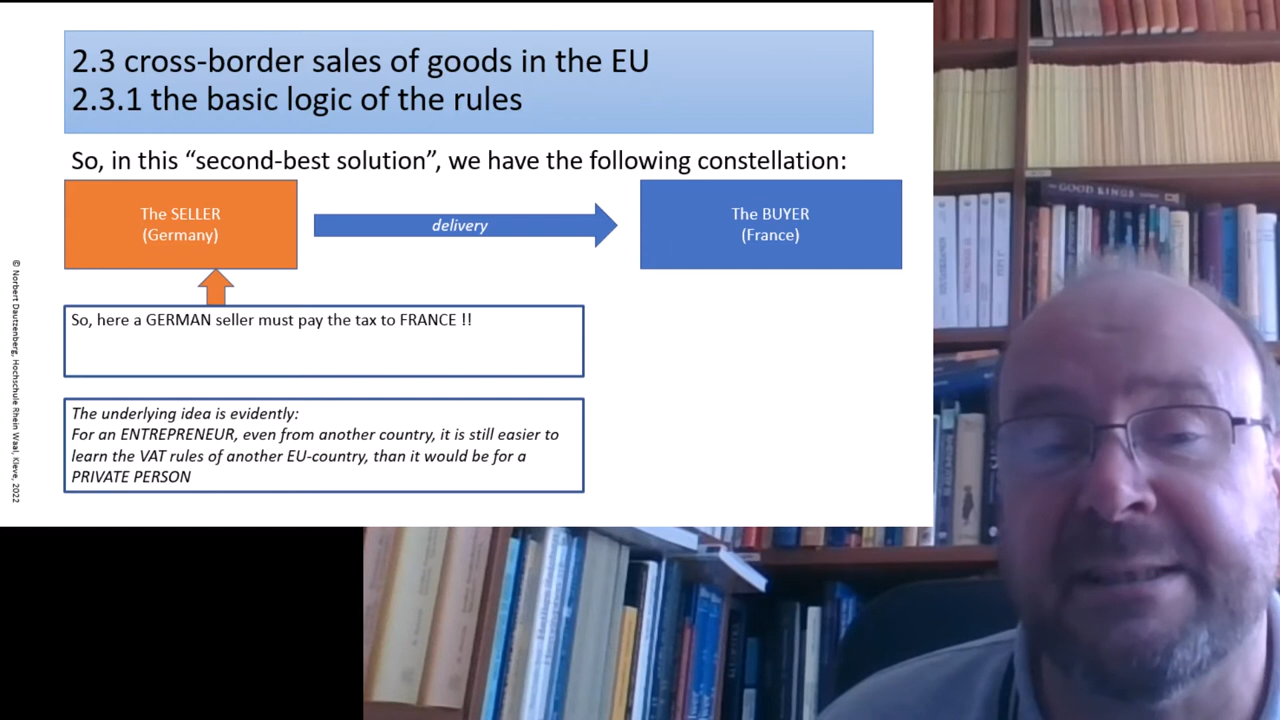 2.3 cross-border sales of goods in the EU
2.3.1 the basic logic of the rules
So, in this “second-best solution”, we have the following constellation:
The SELLER
(Germany)
delivery
The BUYER
(France)
So, here a GERMAN seller must pay the tax to FRANCE !!
The underlying idea is evidently:
For an ENTREPRENEUR, even from another country, it is still easier to
learn the VAT rules of another EU-country, than it would be for a
PRIVATE PERSON
© Norbert Dautzenberg, Hochschule Rhein Waal, Kleve, 2022
GOOD KINGS